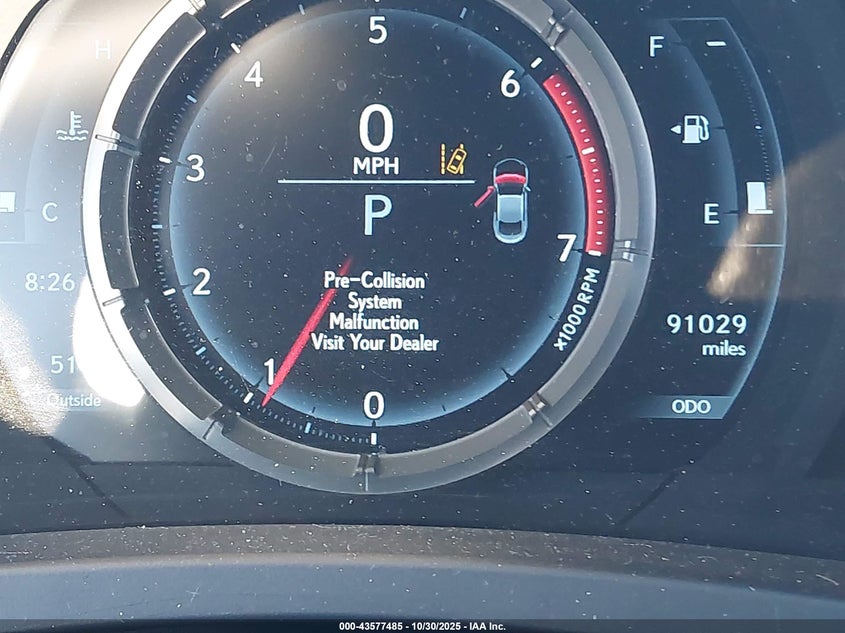 H
C
8:26
51
Outside
0
1
2
3
4
5
6
7
x1000RPM
0
MPH
P
Pre-Collision
System
Malfunction
Visit Your Dealer
F
E
91029
miles
ODO
000-43577485 - 10/30/2025 - IAA Inc.